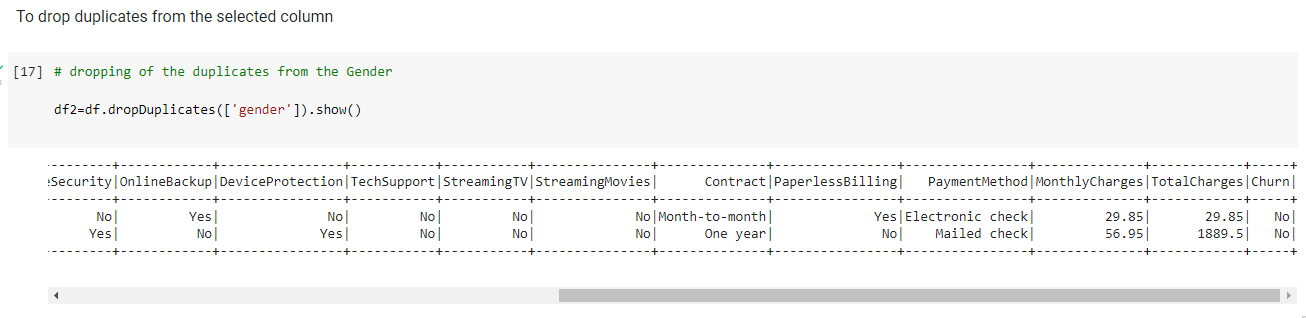 To drop duplicates from the selected column
[17] # dropping of the duplicates from the Gender
df2=df.dropDuplicates(['gender']).show()
---------+------------+----------------+-----------+-----------+---------------+--------------+----------------+----------------+--------------+------------+-----+
eSecurity|OnlineBackup|DeviceProtection|TechSupport|StreamingTV|StreamingMovies|      Contract|PaperlessBilling|   PaymentMethod|MonthlyCharges|TotalCharges|Churn|
---------+------------+----------------+-----------+-----------+---------------+--------------+----------------+----------------+--------------+------------+-----+
      No|         Yes|              No|         No|         No|             No|Month-to-month|             Yes|Electronic check|         29.85|       29.85|   No|
     Yes|          No|             Yes|         No|         No|             No|      One year|              No|    Mailed check|         56.95|      1889.5|   No|
---------+------------+----------------+-----------+-----------+---------------+--------------+----------------+----------------+--------------+------------+-----+